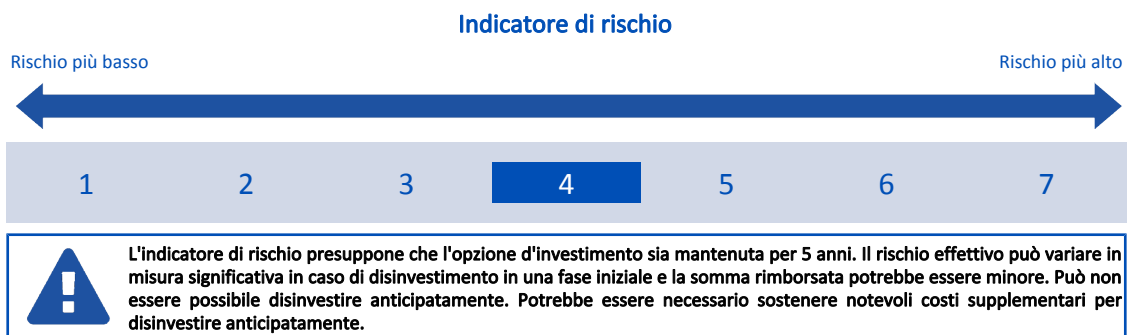 Indicatore di rischio
Rischio più basso Rischio più alto
1 2 3 4 5 6 7
L'indicatore di rischio presuppone che l'opzione d'investimento sia mantenuta per 5 anni. Il rischio effettivo può variare in
misura significativa in caso di disinvestimento in una fase iniziale e la somma rimborsata potrebbe essere minore. Può non
essere possibile disinvestire anticipatamente. Potrebbe essere necessario sostenere notevoli costi supplementari per
disinvestire anticipatamente.